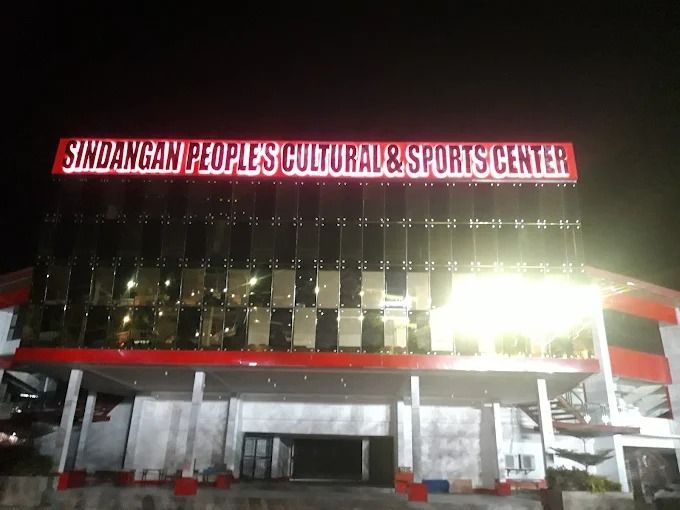 SINDANGAN PEOPLE'S CULTURAL & SPORTS CENTER